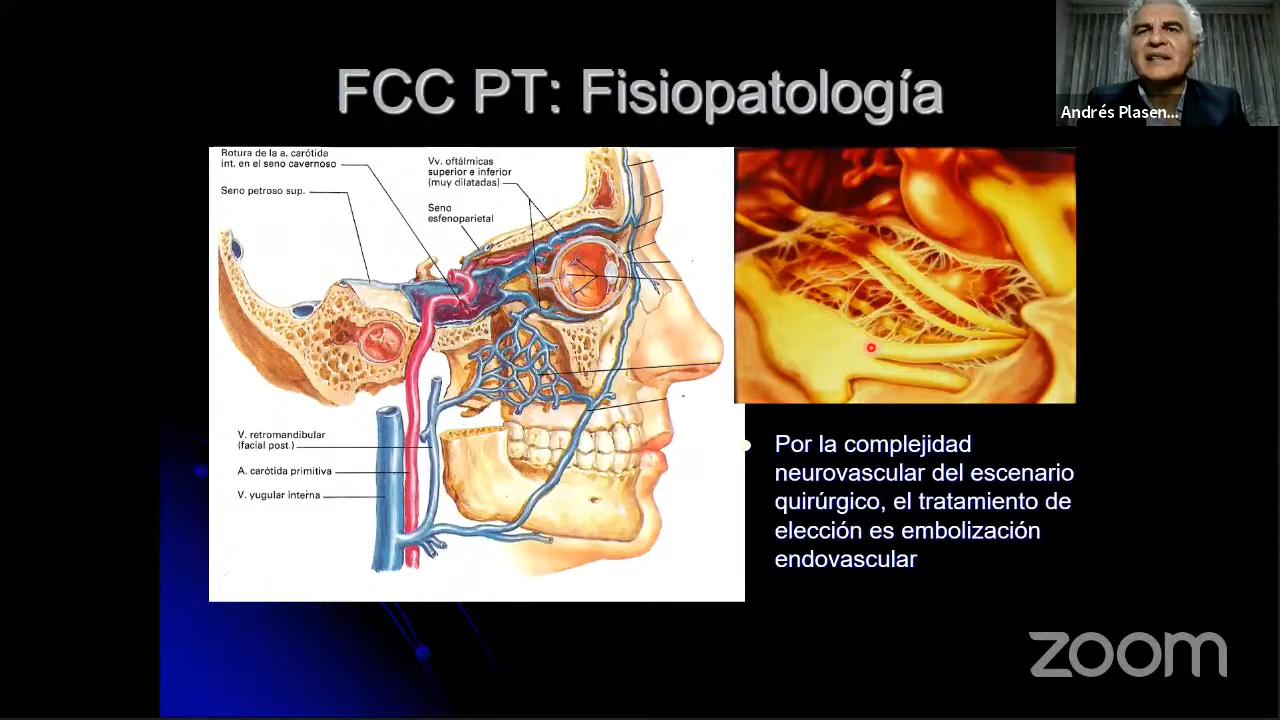 FCC PT: Fisiopatología
Andrés Plasen...
Rotura de la a. carótida
int. en el seno cavernoso
Seno petroso sup.
Vv. oftálmicas
superior e inferior
(muy dilatadas)
Seno
esfenoparietal
V. retromandibular
(facial post.)
A. carótida primitiva
V. yugular interna
Por la complejidad
neurovascular del escenario
quirúrgico, el tratamiento de
elección es embolización
endovascular
zoom